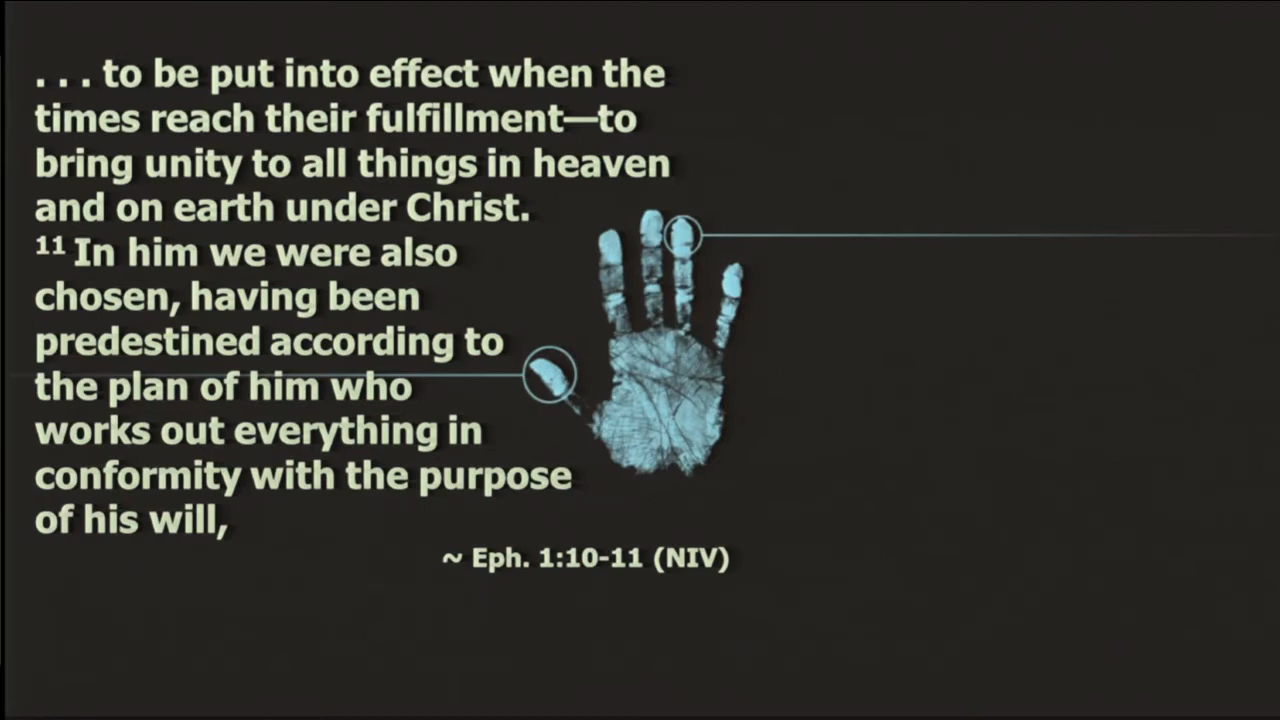 . . . to be put into effect when the
times reach their fulfillment—to
bring unity to all things in heaven
and on earth under Christ.
¹¹ In him we were also
chosen, having been
predestined according to
the plan of him who
works out everything in
conformity with the purpose
of his will,
~ Eph. 1:10-11 (NIV)